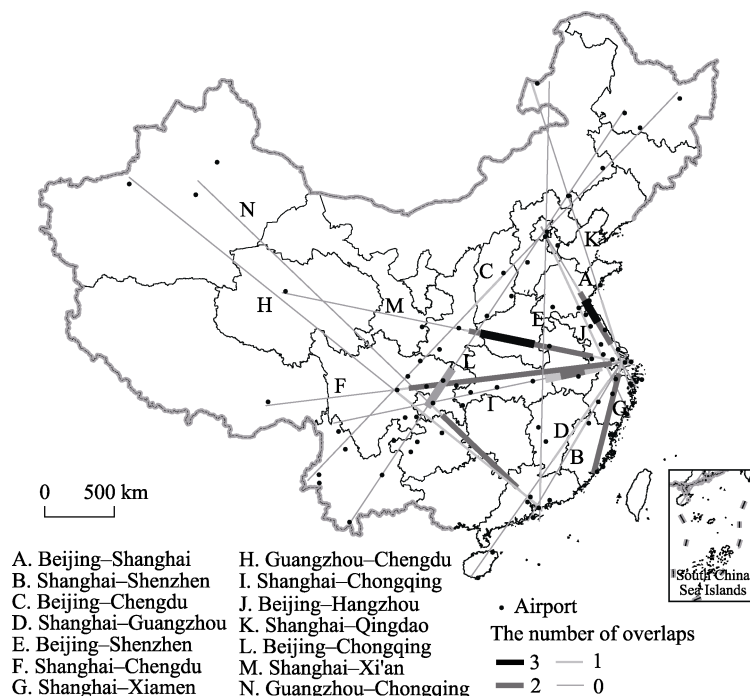 N
K
C
A
H
M
E
J
L
F
I
G
D
B
0 500 km
A. Beijing–Shanghai
B. Shanghai–Shenzhen
C. Beijing–Chengdu
D. Shanghai–Guangzhou
E. Beijing–Shenzhen
F. Shanghai–Chengdu
G. Shanghai–Xiamen
H. Guangzhou–Chengdu
I. Shanghai–Chongqing
J. Beijing–Hangzhou
K. Shanghai–Qingdao
L. Beijing–Chongqing
M. Shanghai–Xi'an
N. Guangzhou–Chongqing
South China
Sea Islands
Airport
The number of overlaps
3 1
2 0